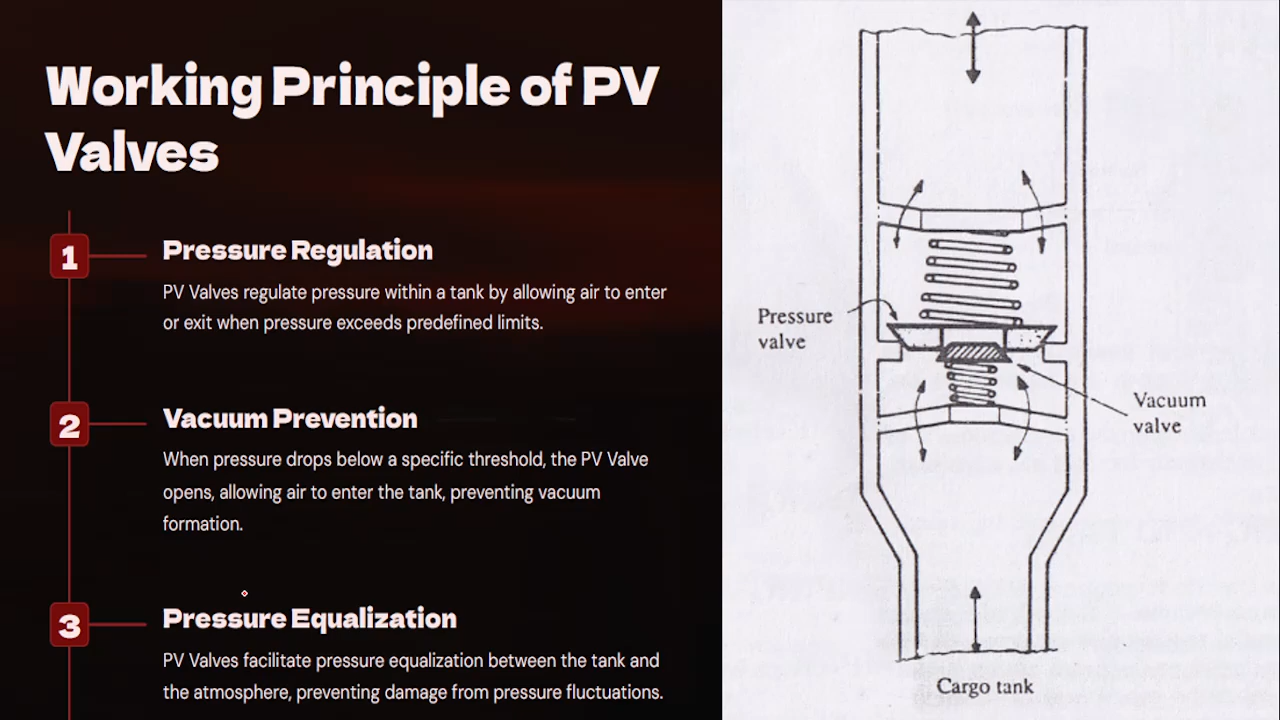 Working Principle of PV
Valves
1
Pressure Regulation
PV Valves regulate pressure within a tank by allowing air to enter
or exit when pressure exceeds predefined limits.
2
Vacuum Prevention
When pressure drops below a specific threshold, the PV Valve
opens, allowing air to enter the tank, preventing vacuum
formation.
3
Pressure Equalization
PV Valves facilitate pressure equalization between the tank and
the atmosphere, preventing damage from pressure fluctuations.
Pressure
valve
Vacuum
valve
Cargo tank